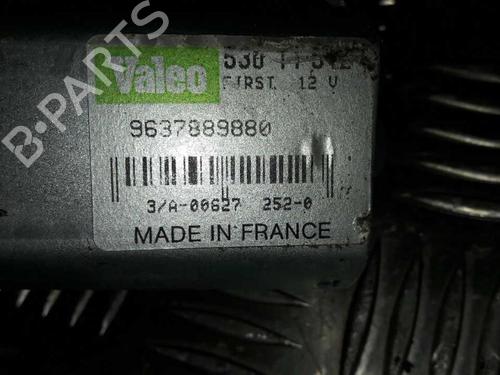 Valeo
FIRST. 12 V
9637889880
3/A-00627 252-0
MADE IN FRANCE
B-PARTS